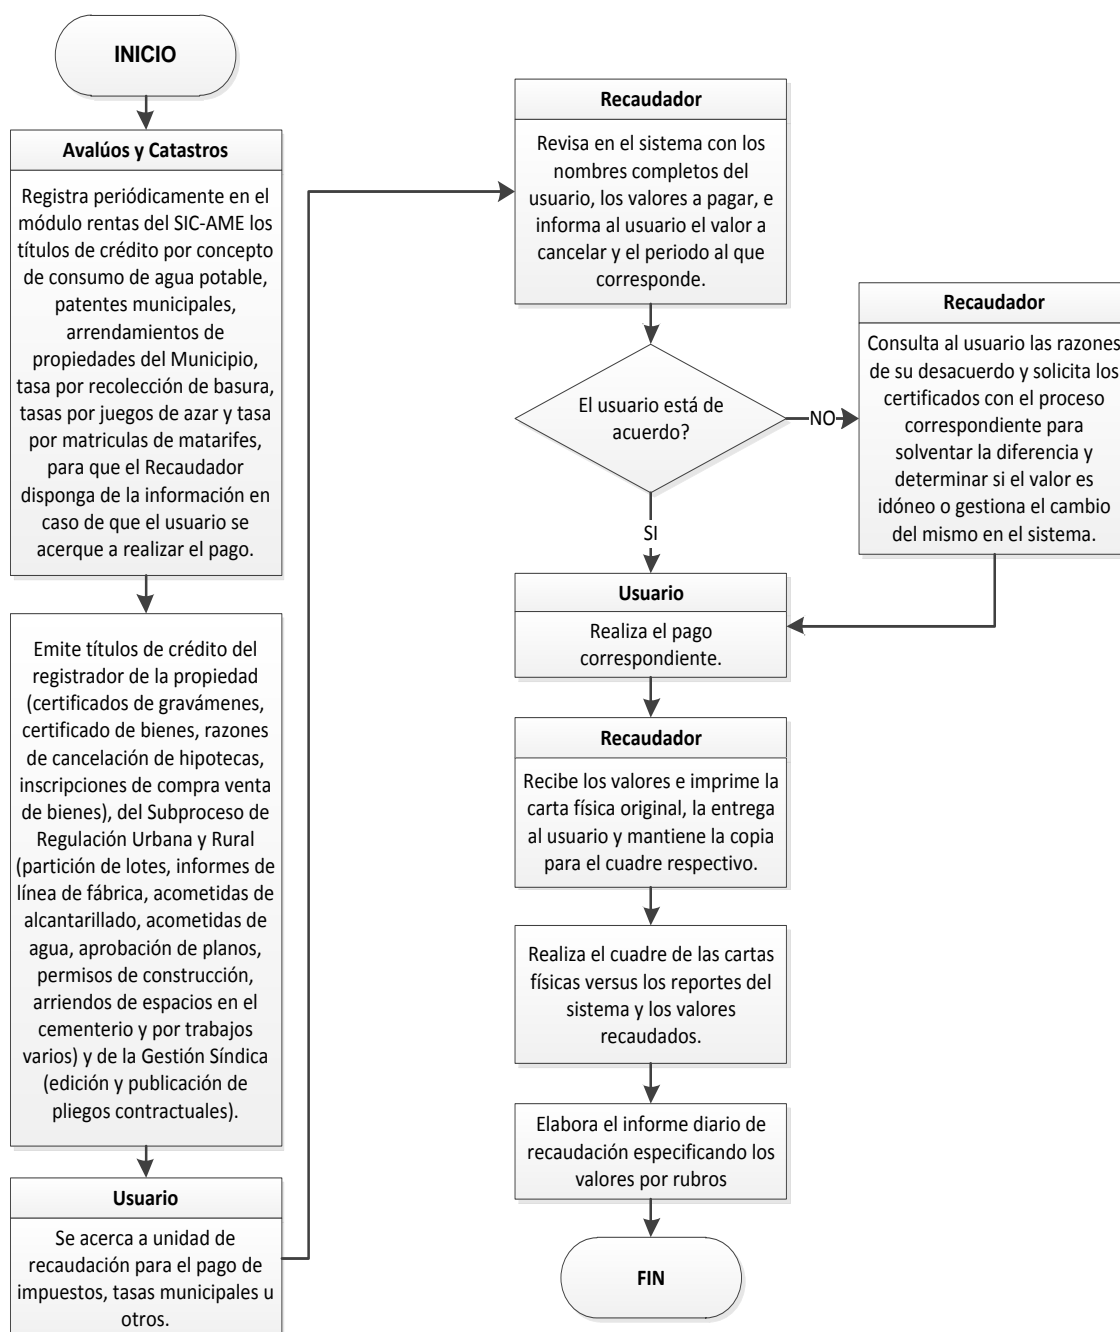 INICIO
Avalúos y Catastros
Registra periódicamente en el
módulo rentas del SIC-AME los
títulos de crédito por concepto
de consumo de agua potable,
patentes municipales,
arrendamientos de
propiedades del Municipio,
tasa por recolección de basura,
tasas por juegos de azar y tasa
por matriculas de matarifes,
para que el Recaudador
disponga de la información en
caso de que el usuario se
acerque a realizar el pago.
Emite títulos de crédito del
registrador de la propiedad
(certificados de gravámenes,
certificado de bienes, razones
de cancelación de hipotecas,
inscripciones de compra venta
de bienes), del Subproceso de
Regulación Urbana y Rural
(partición de lotes, informes de
línea de fábrica, acometidas de
alcantarillado, acometidas de
agua, aprobación de planos,
permisos de construcción,
arriendos de espacios en el
cementerio y por trabajos
varios) y de la Gestión Síndica
(edición y publicación de
pliegos contractuales).
Usuario
Se acerca a unidad de
recaudación para el pago de
impuestos, tasas municipales u
otros.
Recaudador
Revisa en el sistema con los
nombres completos del
usuario, los valores a pagar, e
informa al usuario el valor a
cancelar y el periodo al que
corresponde.
El usuario está de
acuerdo?
NO
Recaudador
Consulta al usuario las razones
de su desacuerdo y solicita los
certificados con el proceso
correspondiente para
solventar la diferencia y
determinar si el valor es
idóneo o gestiona el cambio
del mismo en el sistema.
SI
Usuario
Realiza el pago
correspondiente.
Recaudador
Recibe los valores e imprime la
carta física original, la entrega
al usuario y mantiene la copia
para el cuadre respectivo.
Realiza el cuadre de las cartas
físicas versus los reportes del
sistema y los valores
recaudados.
Elabora el informe diario de
recaudación especificando los
valores por rubros
FIN